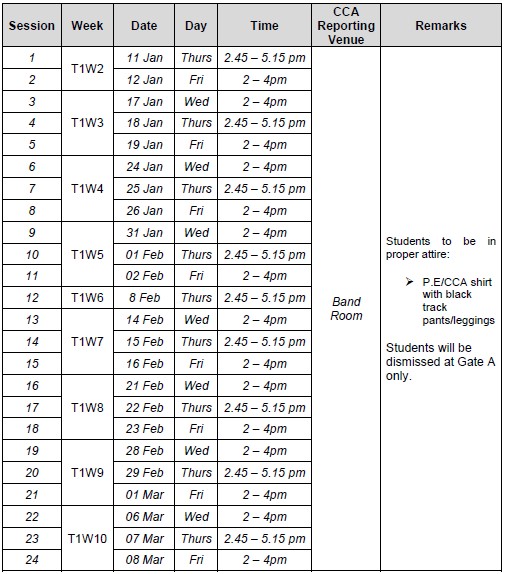 Session Week Date Day Time CCA Reporting Venue Remarks
1 T1W2 11 Jan Thurs 2.45 – 5.15 pm
2 12 Jan Fri 2 – 4pm
3 17 Jan Wed 2 – 4pm
4 T1W3 18 Jan Thurs 2.45 – 5.15 pm
5 19 Jan Fri 2 – 4pm
6 24 Jan Wed 2 – 4pm
7 T1W4 25 Jan Thurs 2.45 – 5.15 pm
8 26 Jan Fri 2 – 4pm
9 31 Jan Wed 2 – 4pm
10 T1W5 01 Feb Thurs 2.45 – 5.15 pm
11 02 Feb Fri 2 – 4pm
12 T1W6 8 Feb Thurs 2.45 – 5.15 pm
13 14 Feb Wed 2 – 4pm
14 T1W7 15 Feb Thurs 2.45 – 5.15 pm
15 16 Feb Fri 2 – 4pm
16 21 Feb Wed 2 – 4pm
17 T1W8 22 Feb Thurs 2.45 – 5.15 pm
18 23 Feb Fri 2 – 4pm
19 28 Feb Wed 2 – 4pm
20 T1W9 29 Feb Thurs 2.45 – 5.15 pm
21 01 Mar Fri 2 – 4pm
22 06 Mar Wed 2 – 4pm
23 T1W10 07 Mar Thurs 2.45 – 5.15 pm
24 08 Mar Fri 2 – 4pm
Band
Room
Students to be in
proper attire:
➢ P.E/CCA shirt
with black
track
pants/leggings
Students will be
dismissed at Gate A
only.